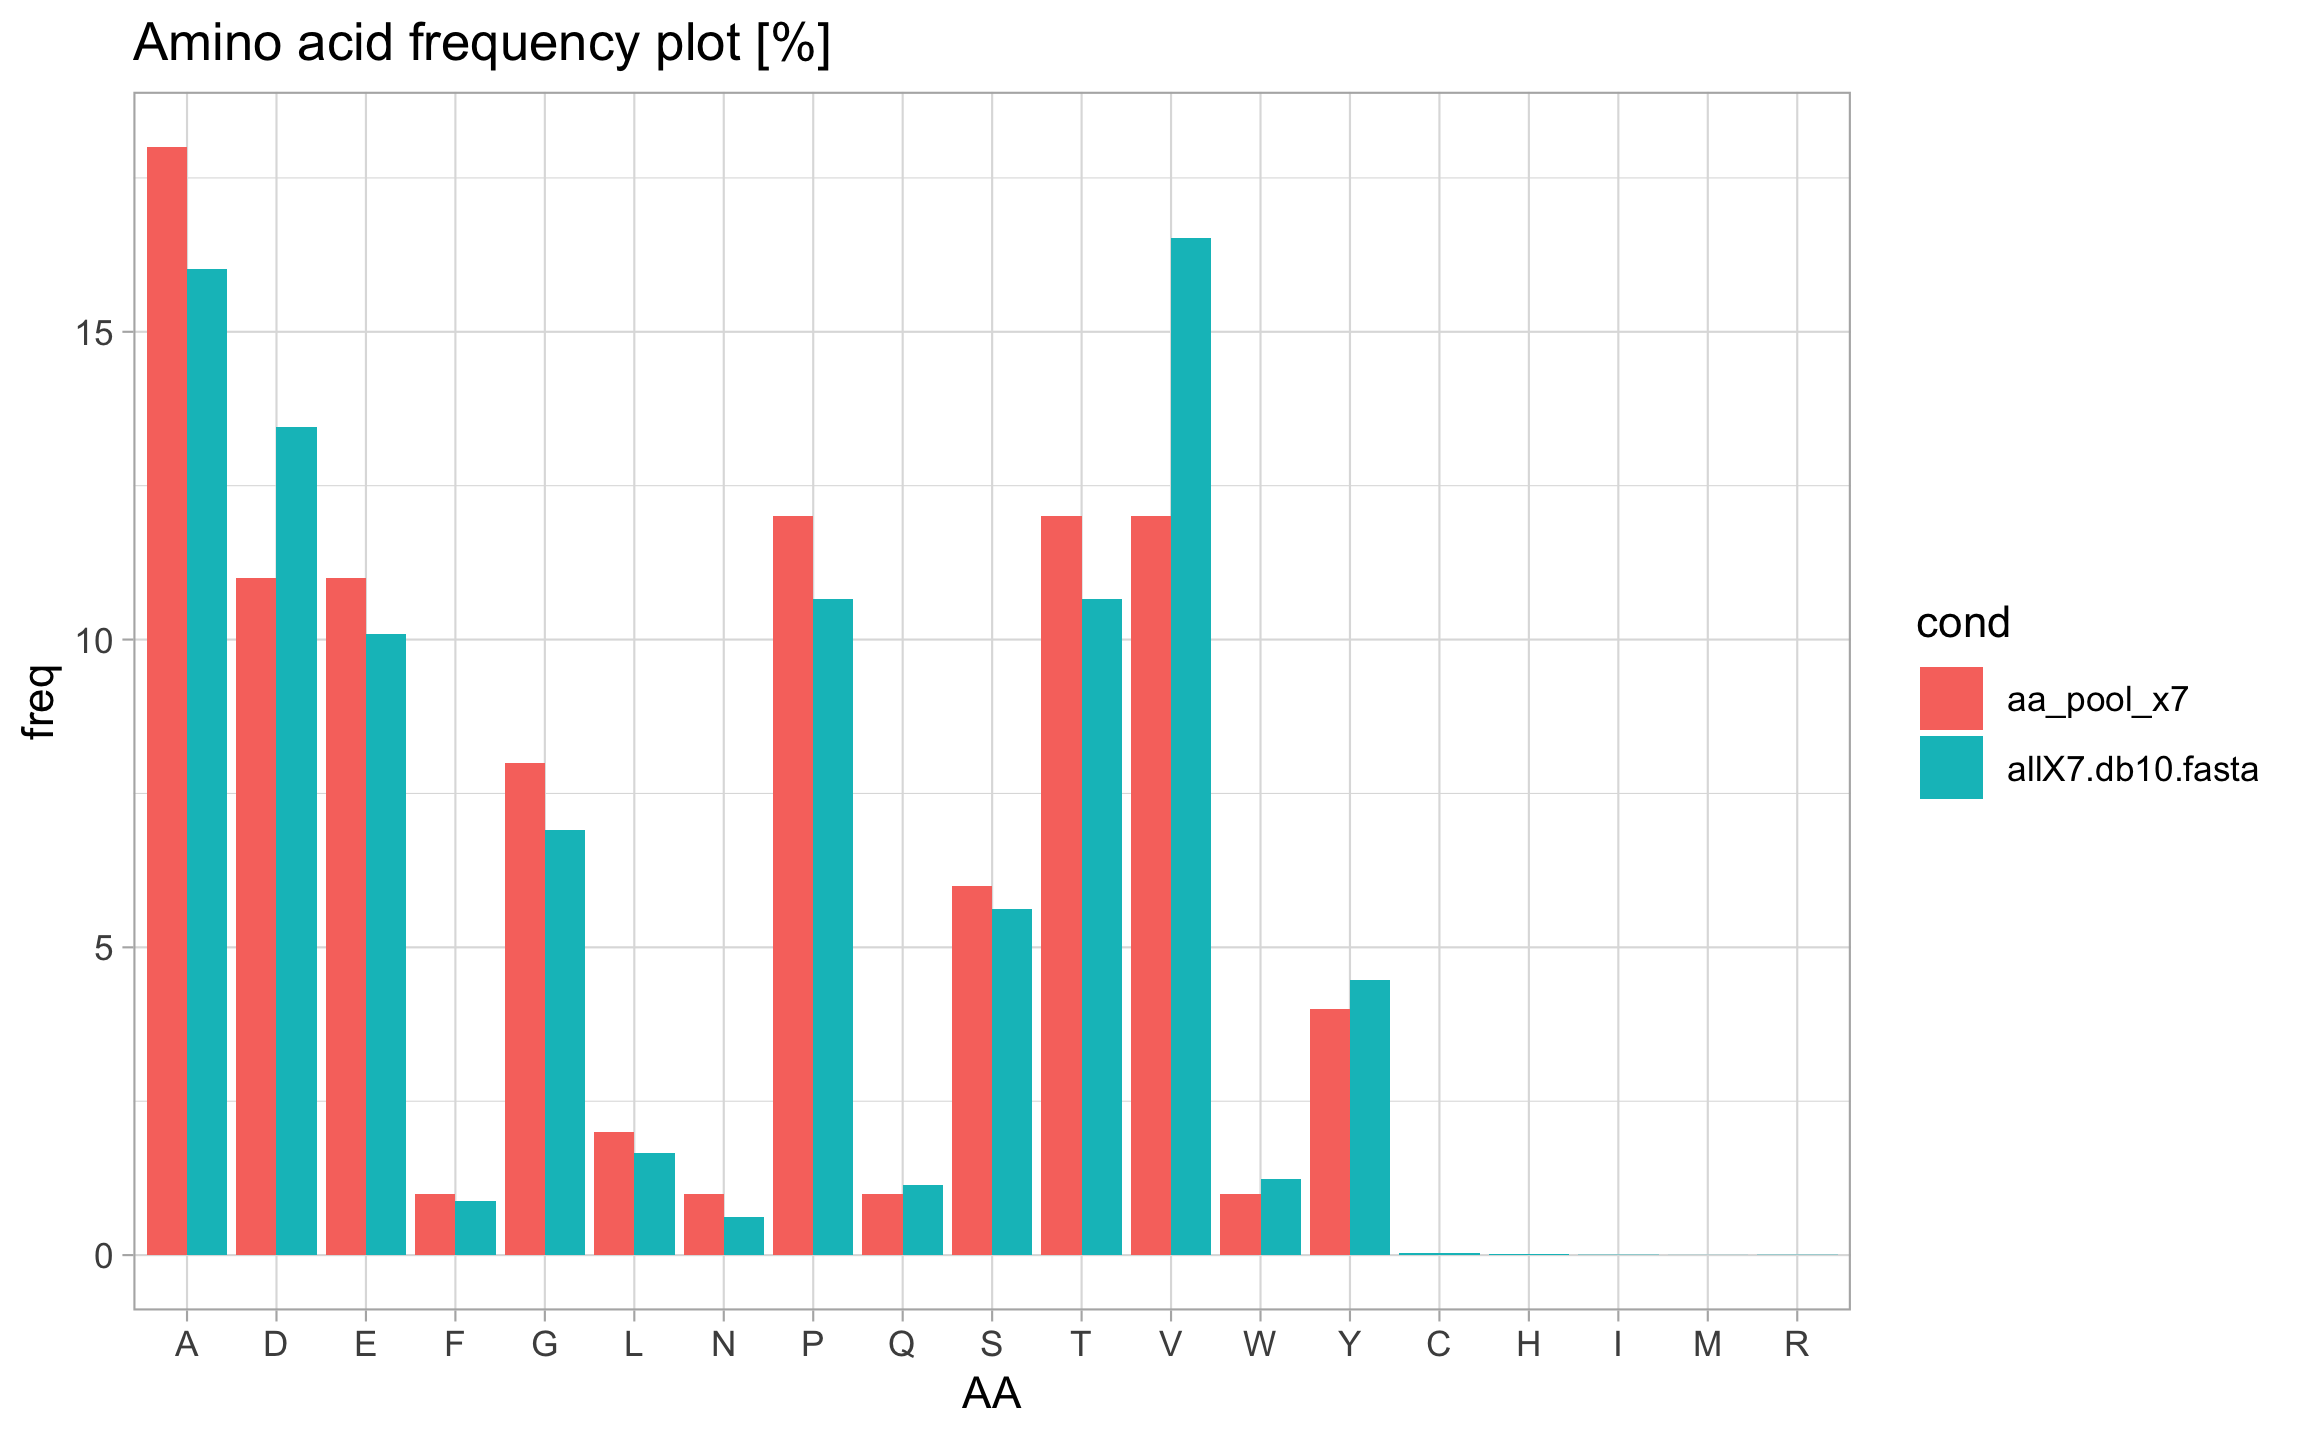 Amino acid frequency plot [%]
freq
15
10
5
0
A D E F G L N P Q S T V W Y C H I M R
AA
cond
aa_pool_x7
allX7.db10.fasta